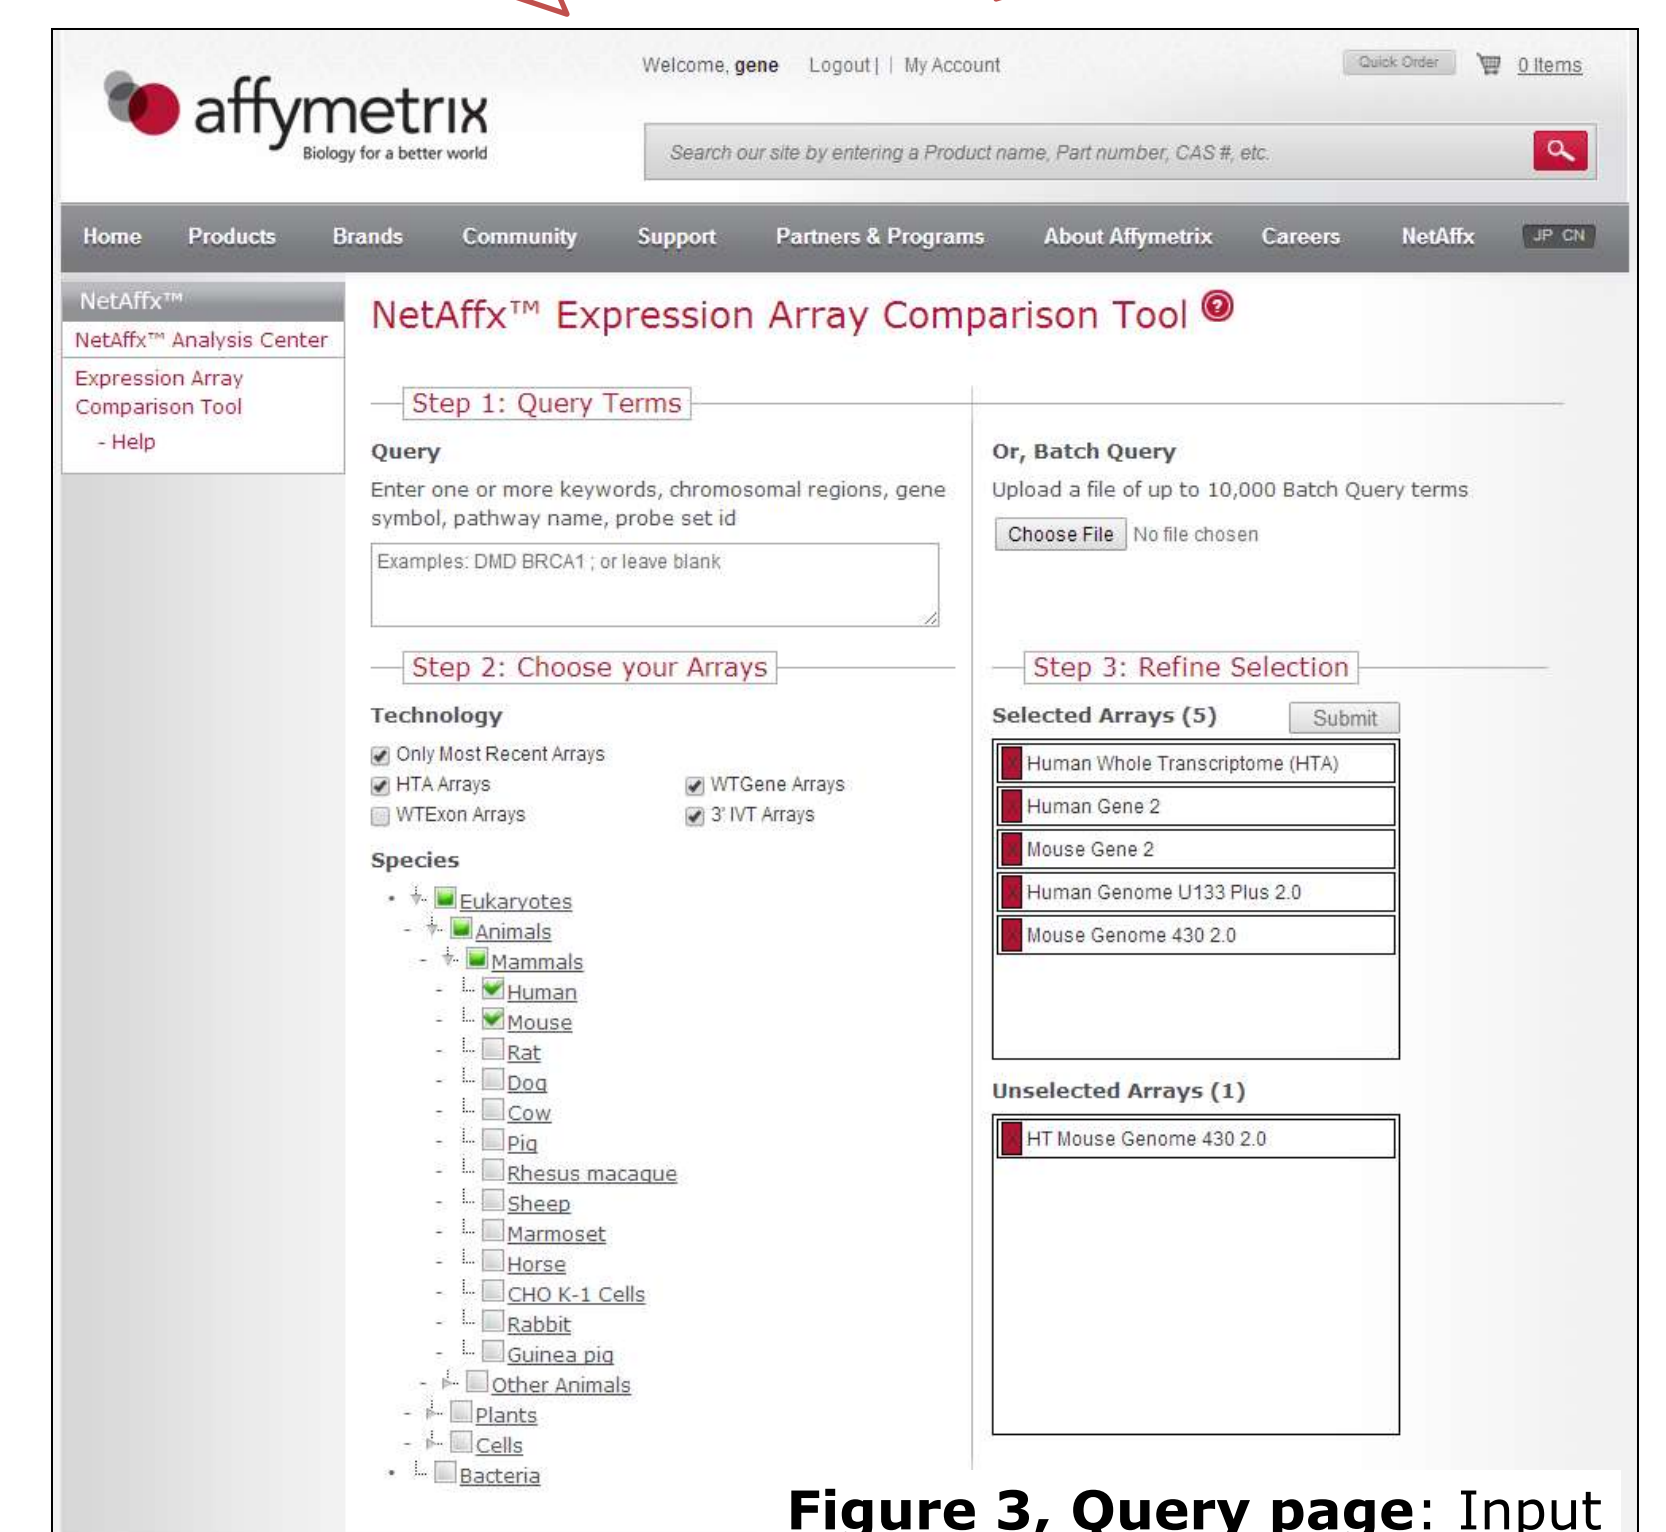 Welcome, gene Logout | | My Account
Quick Order 0 Items
affymetrix
Biology for a better world
Search our site by entering a Product name, Part number, CAS #, etc.
Home Products Brands Community Support Partners & Programs About Affymetrix Careers NetAffx JP CN
NetAffx™
NetAffx™ Analysis Center
Expression Array
Comparison Tool
- Help
NetAffx™ Expression Array Comparison Tool ?
Step 1: Query Terms
Query
Enter one or more keywords, chromosomal regions, gene
symbol, pathway name, probe set id
Examples: DMD BRCA1 ; or leave blank
Or, Batch Query
Upload a file of up to 10,000 Batch Query terms
Choose File No file chosen
Step 2: Choose your Arrays
Technology
Only Most Recent Arrays
HTA Arrays WTGene Arrays
WTExon Arrays 3' IVT Arrays
Species
Eukaryotes
Animals
Mammals
Human
Mouse
Rat
Dog
Cow
Pig
Rhesus macaque
Sheep
Marmoset
Horse
CHO K-1 Cells
Rabbit
Guinea pig
Other Animals
Plants
Cells
Bacteria
Step 3: Refine Selection
Selected Arrays (5) Submit
X Human Whole Transcriptome (HTA)
X Human Gene 2
X Mouse Gene 2
X Human Genome U133 Plus 2.0
X Mouse Genome 430 2.0
Unselected Arrays (1)
X HT Mouse Genome 430 2.0
Figure 3, Query page: Input